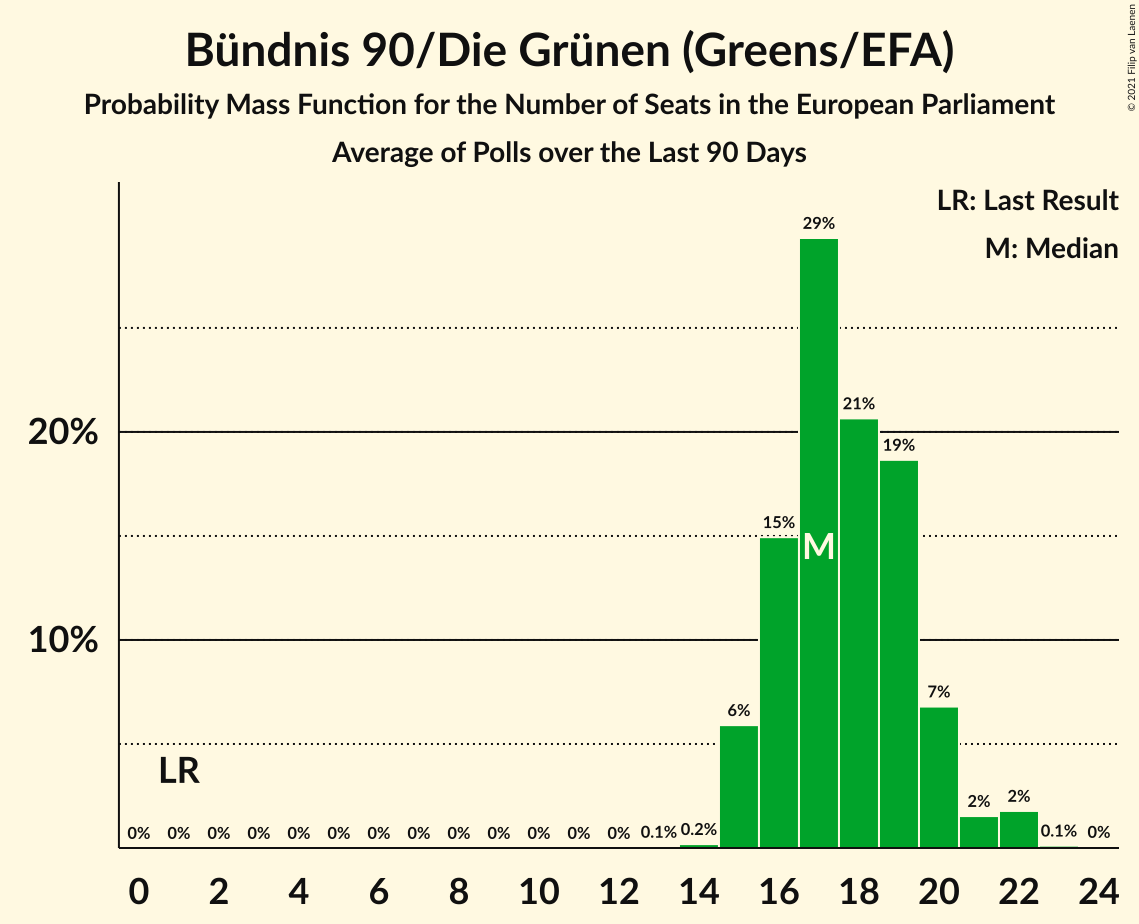 Bündnis 90/Die Grünen (Greens/EFA)
Probability Mass Function for the Number of Seats in the European Parliament
Average of Polls over the Last 90 Days
© 2021 Filip van Laenen
LR: Last Result
M: Median
29%
21%
20%
19%
15%
M
10%
7%
6%
LR
2% 2%
0% 0% 0% 0% 0% 0% 0% 0% 0% 0% 0% 0% 0% 0.1% 0.2% 0.1% 0%
0 2 4 6 8 10 12 14 16 18 20 22 24